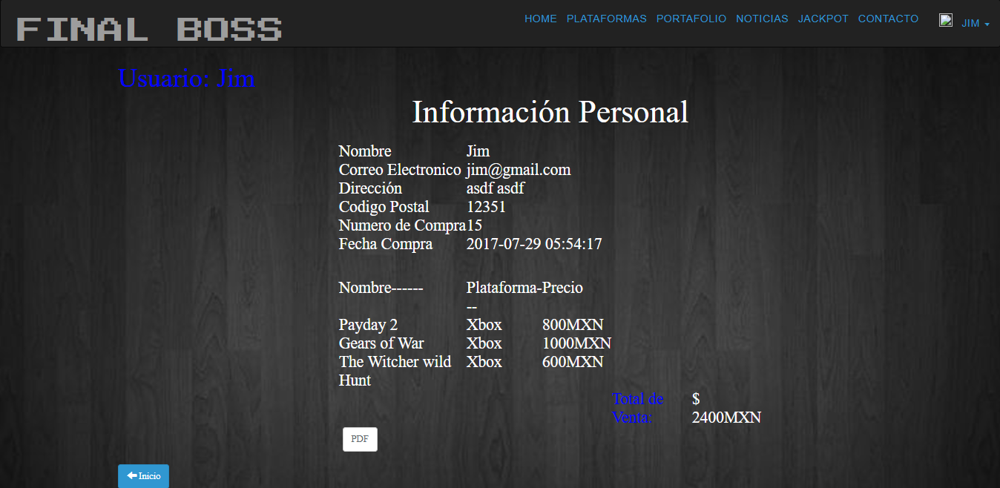 FINAL BOSS
HOME PLATAFORMAS PORTAFOLIO NOTICIAS JACKPOT CONTACTO JIM
Usuario: Jim
Información Personal
Nombre Jim
Correo Electronico jim@gmail.com
Dirección asdf asdf
Codigo Postal 12351
Numero de Compra 15
Fecha Compra 2017-07-29 05:54:17
Nombre------ Plataforma-Precio
--
Payday 2 Xbox 800MXN
Gears of War Xbox 1000MXN
The Witcher wild Xbox 600MXN
Hunt
Total de $
Venta: 2400MXN
PDF
Inicio